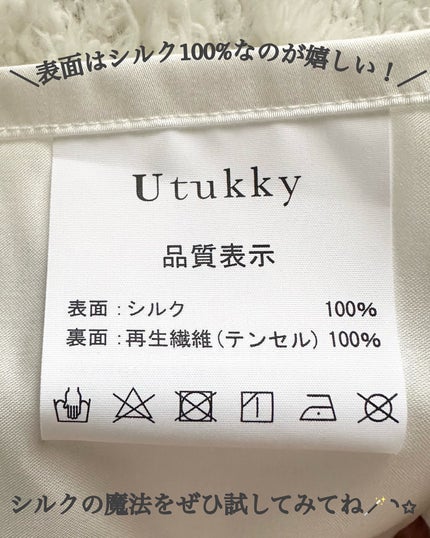 ＼表面はシルク100%なのが嬉しい！／
Utukky
品質表示
表面：シルク 100%
裏面：再生繊維（テンセル）100%
シルクの魔法をぜひ試してみてね🪄✩